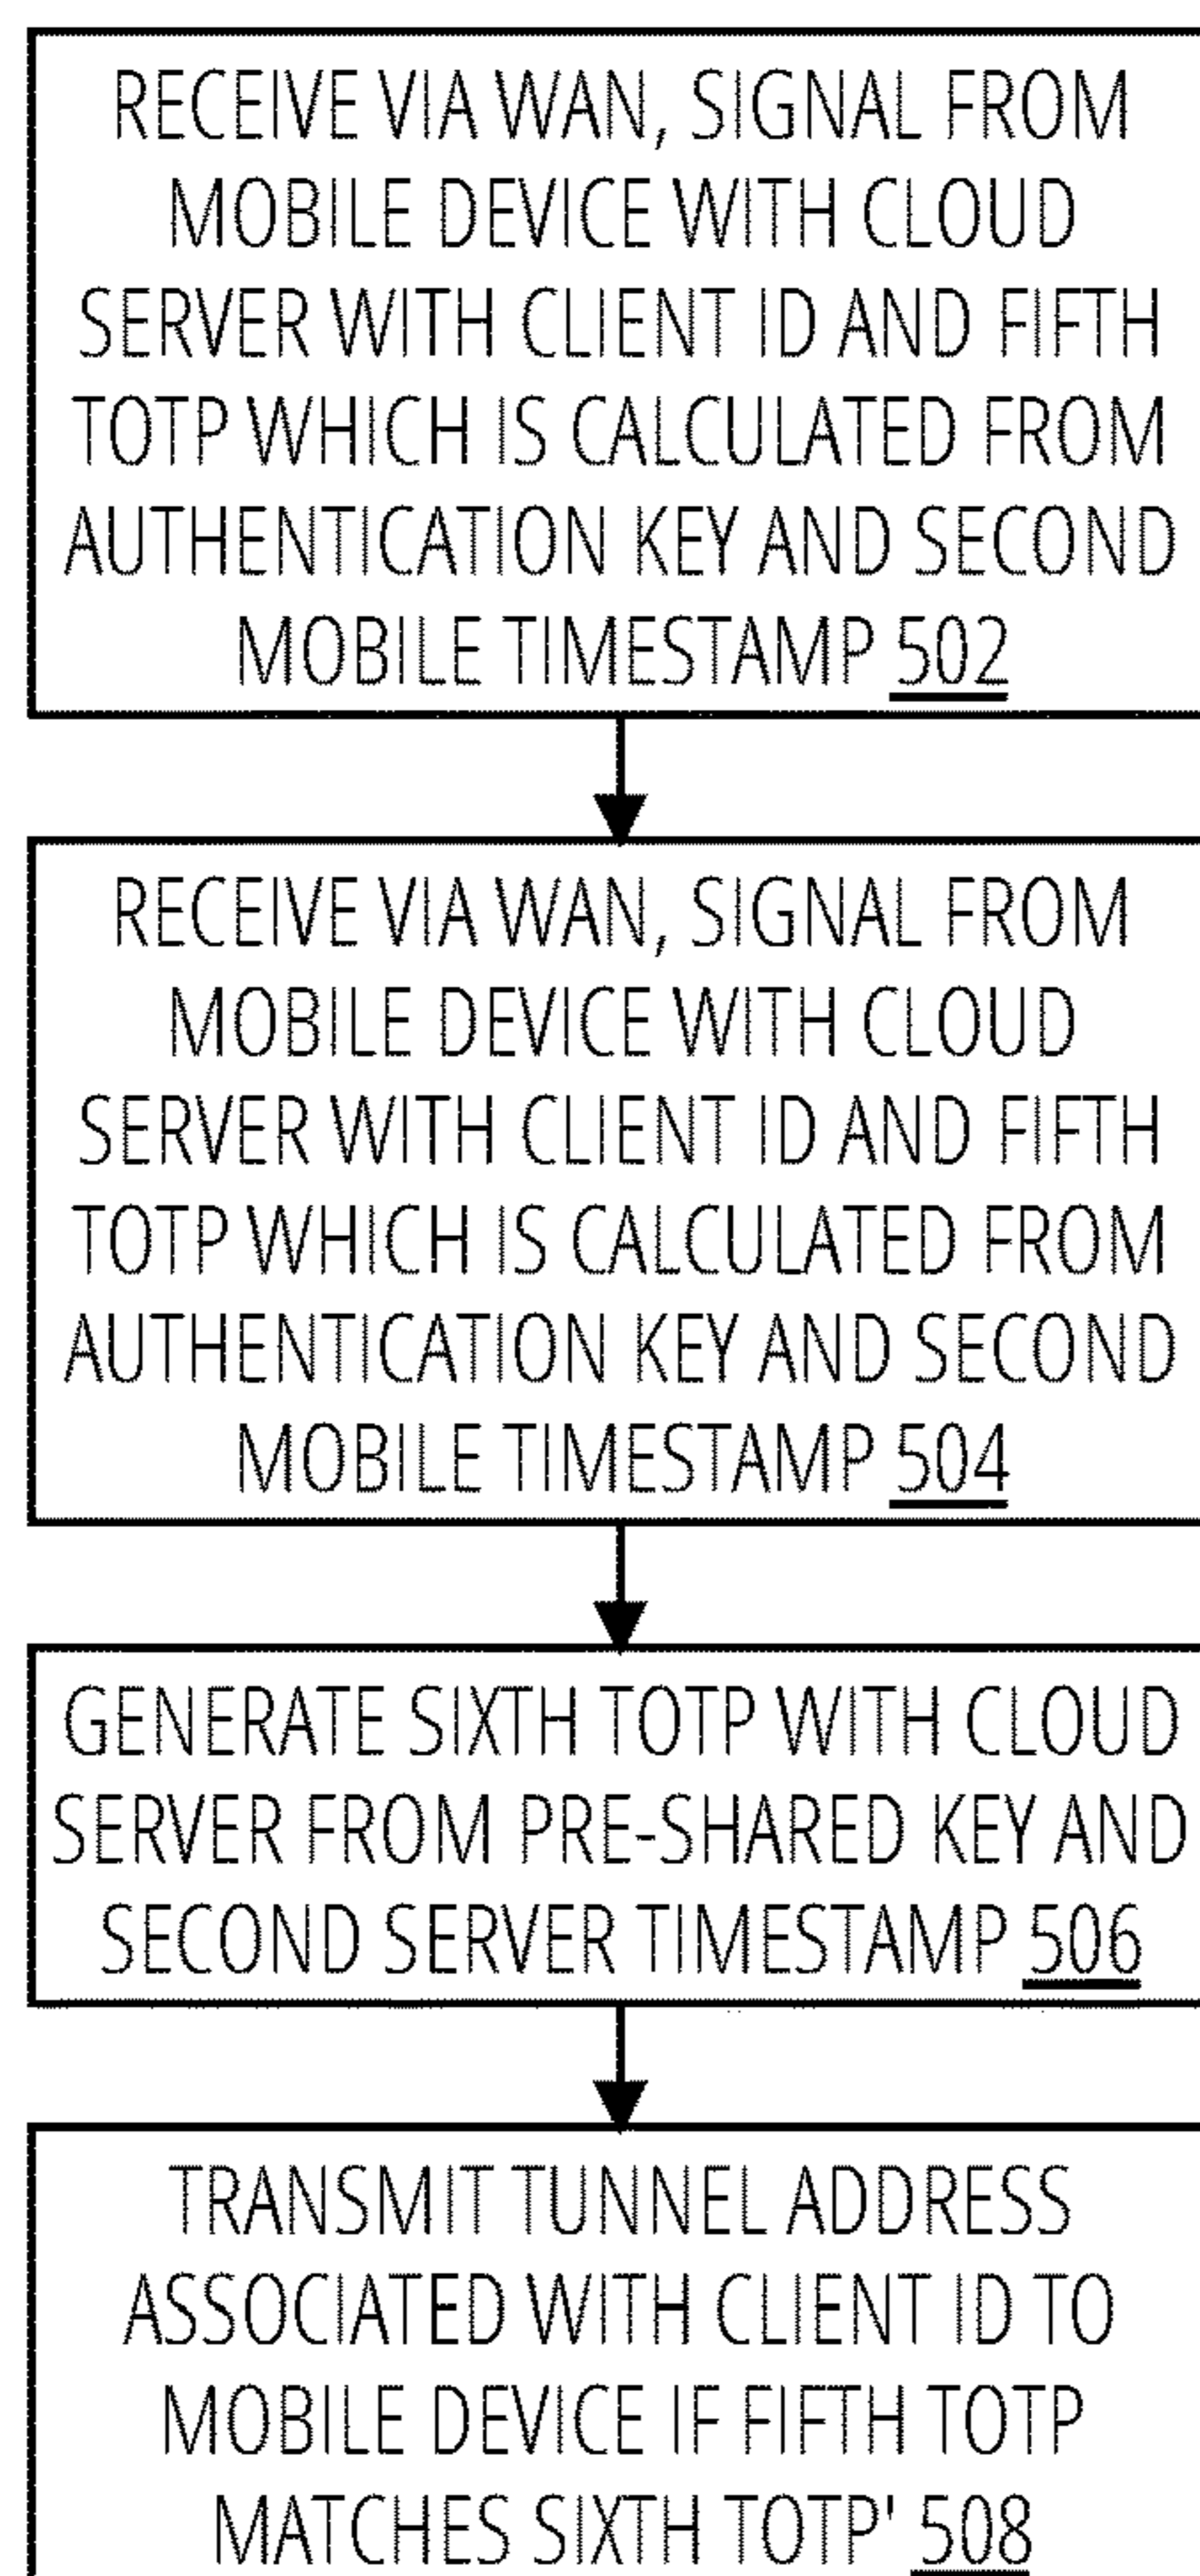 RECEIVE VIA WAN, SIGNAL FROM
MOBILE DEVICE WITH CLOUD
SERVER WITH CLIENT ID AND FIFTH
TOTP WHICH IS CALCULATED FROM
AUTHENTICATION KEY AND SECOND
MOBILE TIMESTAMP 502
RECEIVE VIA WAN, SIGNAL FROM
MOBILE DEVICE WITH CLOUD
SERVER WITH CLIENT ID AND FIFTH
TOTP WHICH IS CALCULATED FROM
AUTHENTICATION KEY AND SECOND
MOBILE TIMESTAMP 504
GENERATE SIXTH TOTP WITH CLOUD
SERVER FROM PRE-SHARED KEY AND
SECOND SERVER TIMESTAMP 506
TRANSMIT TUNNEL ADDRESS
ASSOCIATED WITH CLIENT ID TO
MOBILE DEVICE IF FIFTH TOTP
MATCHES SIXTH TOTP' 508